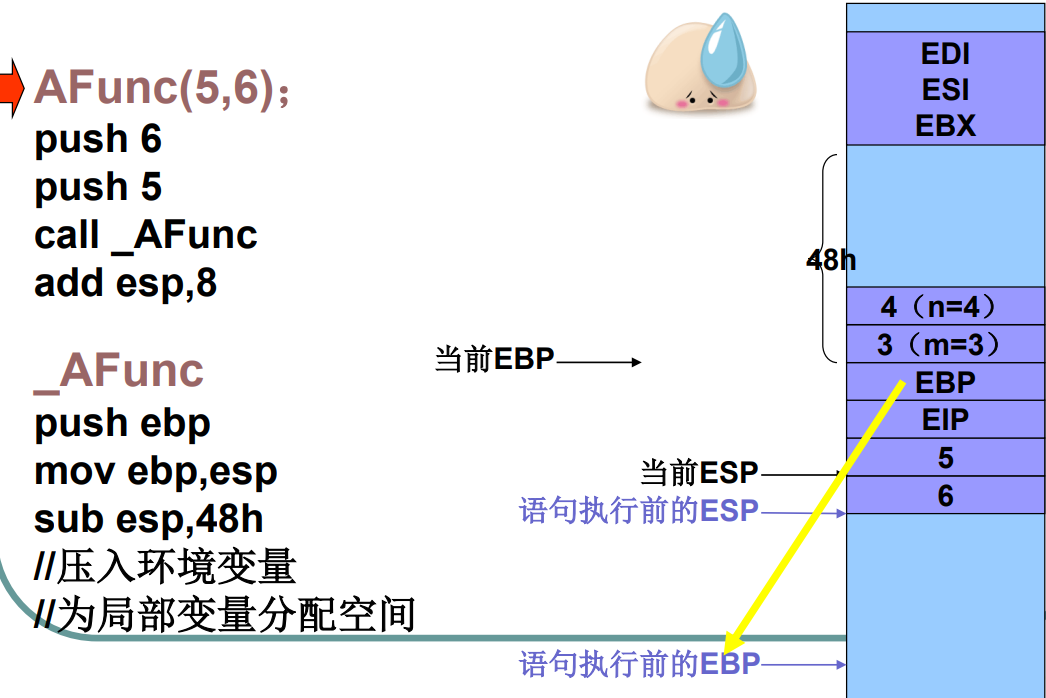 AFunc(5,6)；
push 6
push 5
call _AFunc
add esp,8
_AFunc
push ebp
mov ebp,esp
sub esp,48h
//压入环境变量
//为局部变量分配空间
当前EBP
当前ESP
语句执行前的ESP
语句执行前的EBP
48h
EDI
ESI
EBX
4（n=4）
3（m=3）
EBP
EIP
5
6